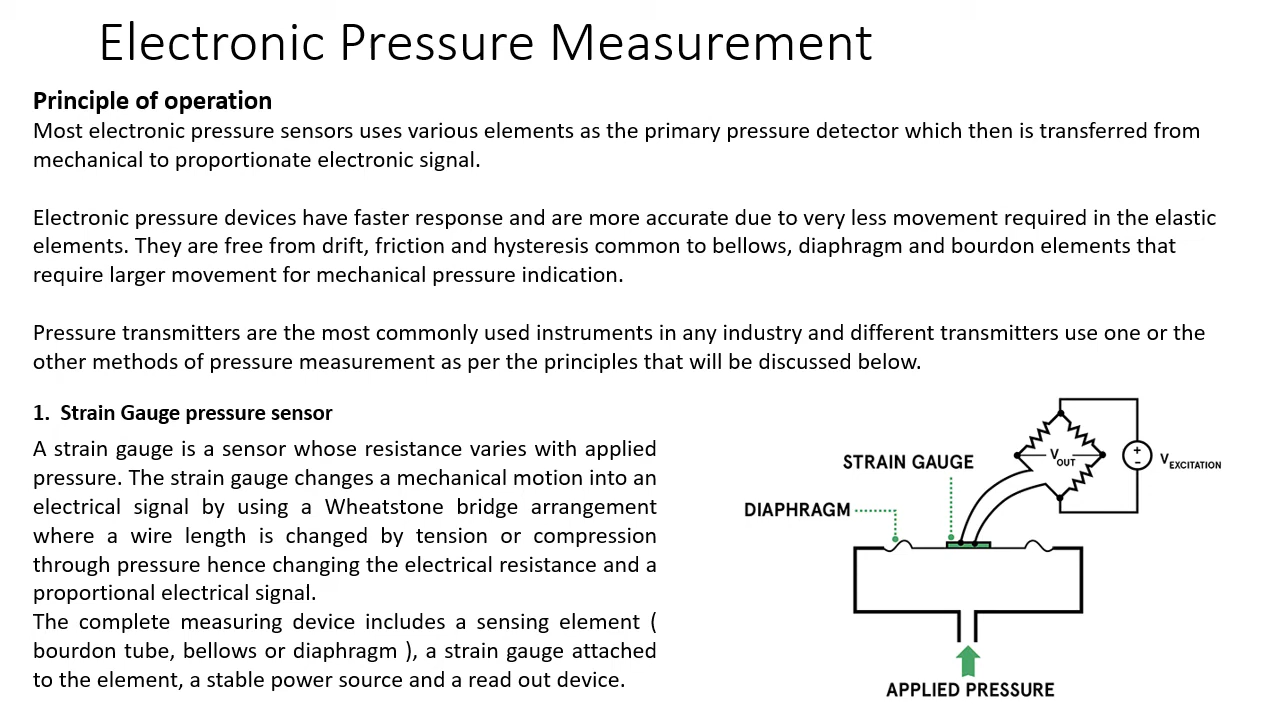 Electronic Pressure Measurement
Principle of operation
Most electronic pressure sensors uses various elements as the primary pressure detector which then is transferred from
mechanical to proportionate electronic signal.
Electronic pressure devices have faster response and are more accurate due to very less movement required in the elastic
elements. They are free from drift, friction and hysteresis common to bellows, diaphragm and bourdon elements that
require larger movement for mechanical pressure indication.
Pressure transmitters are the most commonly used instruments in any industry and different transmitters use one or the
other methods of pressure measurement as per the principles that will be discussed below.
1. Strain Gauge pressure sensor
A strain gauge is a sensor whose resistance varies with applied
pressure. The strain gauge changes a mechanical motion into an
electrical signal by using a Wheatstone bridge arrangement
where a wire length is changed by tension or compression
through pressure hence changing the electrical resistance and a
proportional electrical signal.
The complete measuring device includes a sensing element (
bourdon tube, bellows or diaphragm ), a strain gauge attached
to the element, a stable power source and a read out device.
STRAIN GAUGE
VOUT
+
-
VEXCITATION
DIAPHRAGM
APPLIED PRESSURE